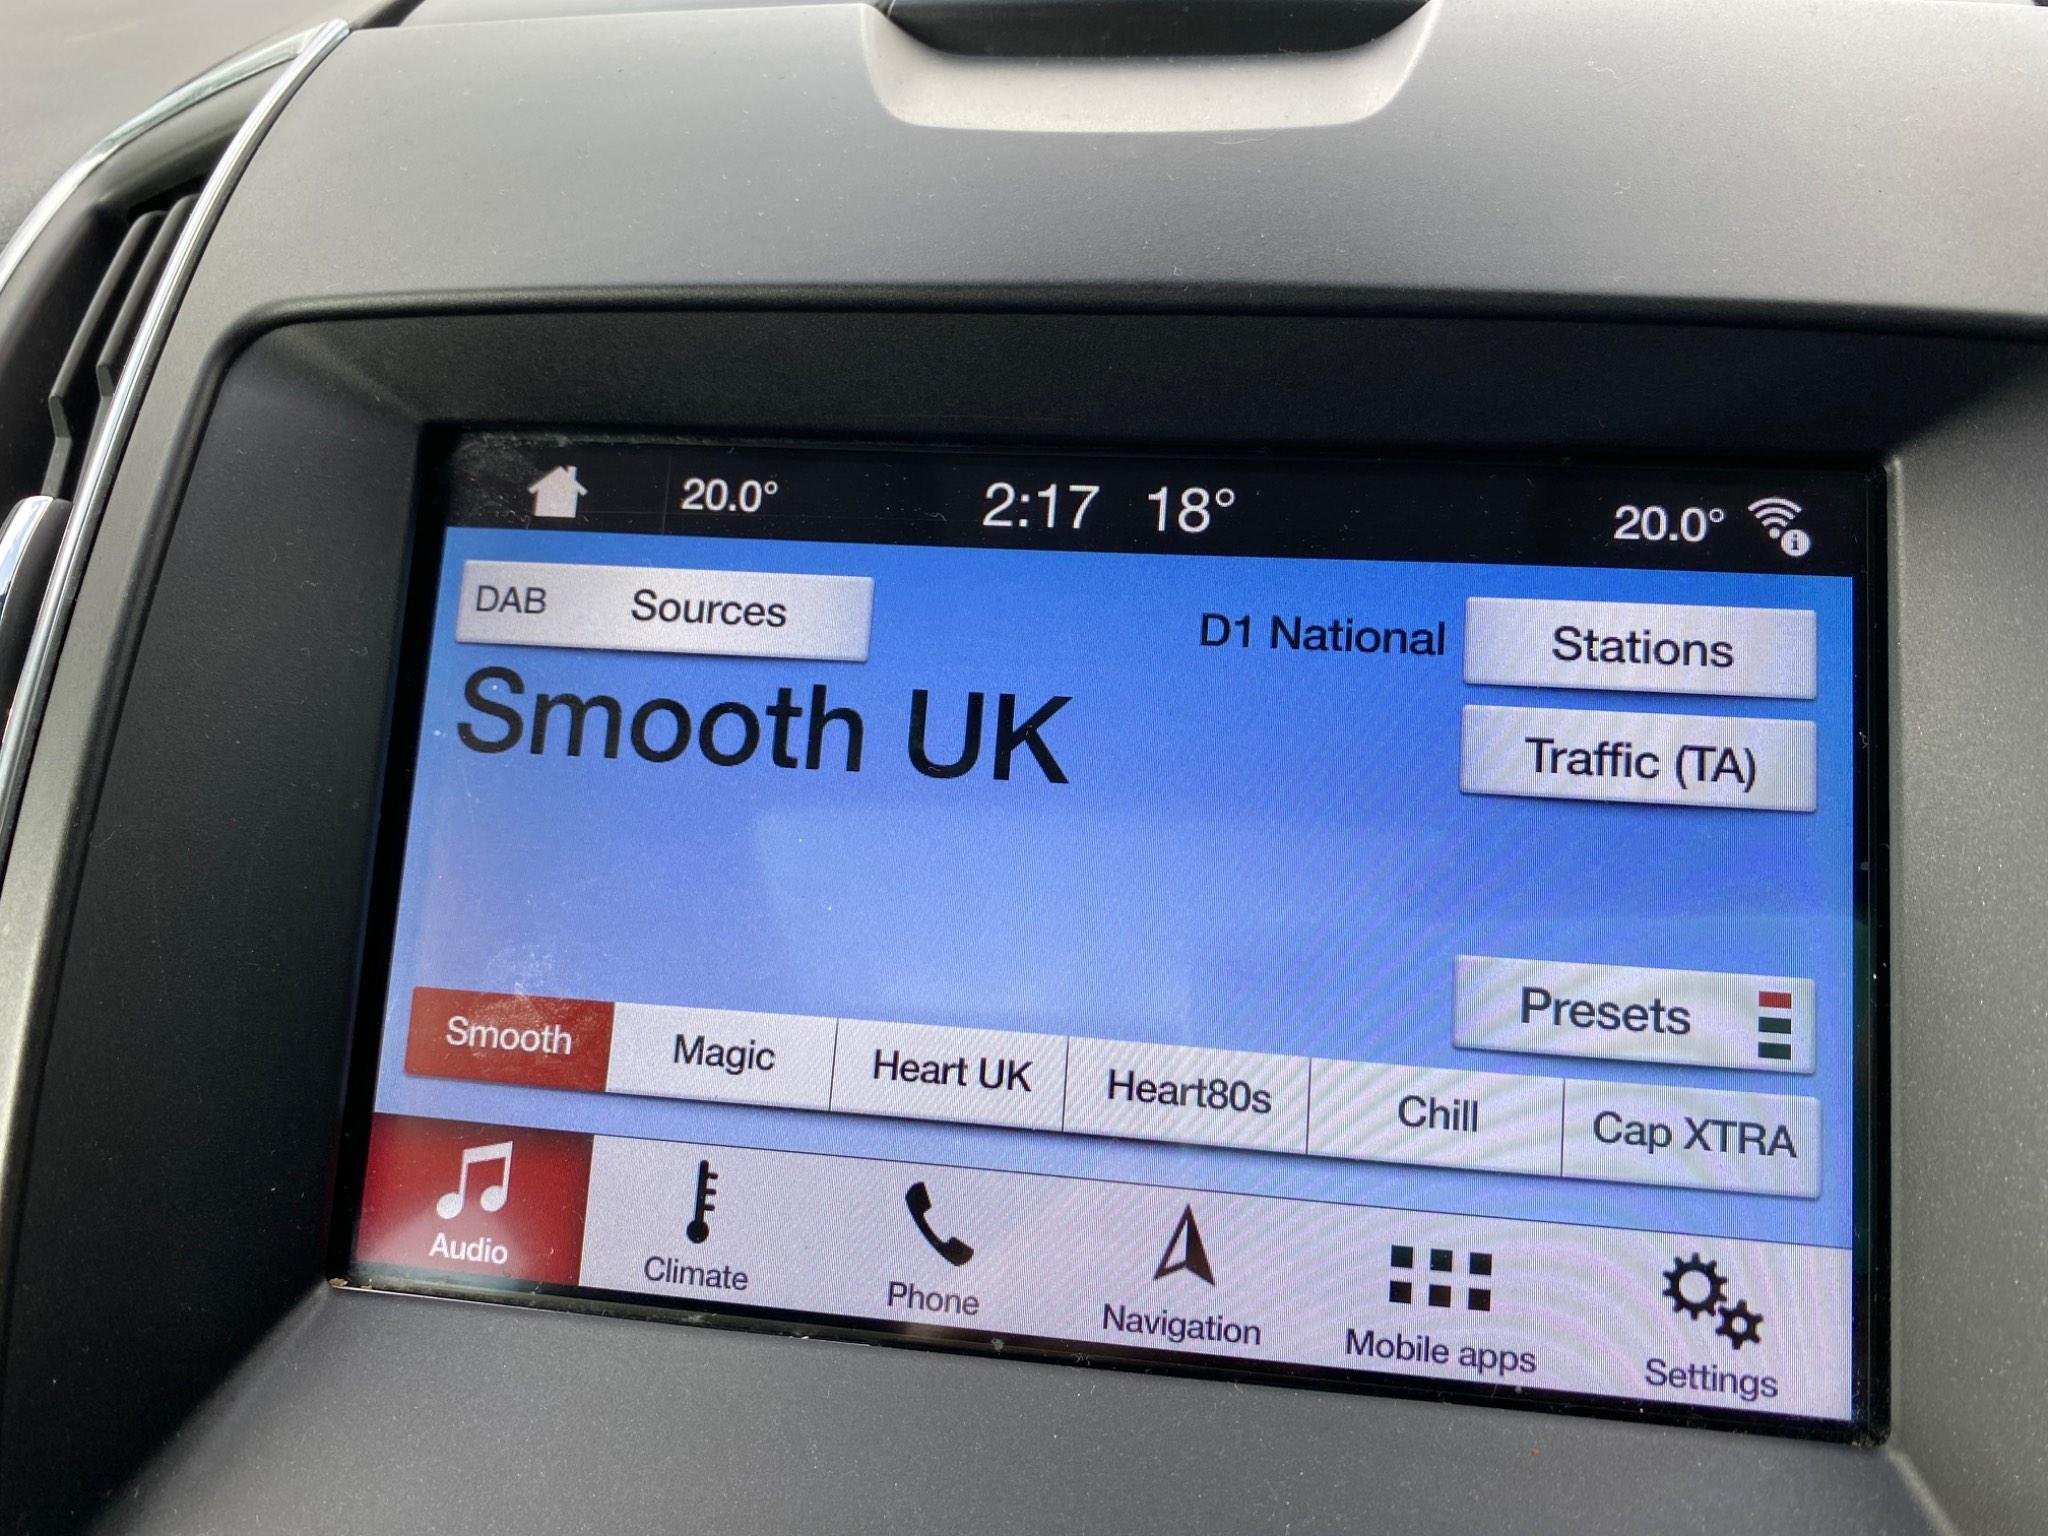 20.0° 2:17 18° 20.0°
DAB Sources D1 National Stations
Smooth UK
Traffic (TA)
Presets
Smooth Magic Heart UK Heart80s Chill Cap XTRA
Audio Climate Phone Navigation Mobile apps Settings